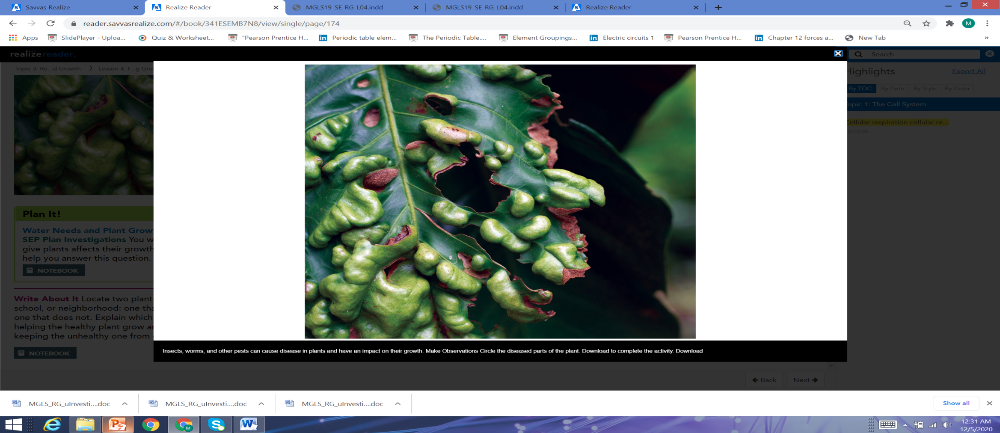 Savvas Realize
Realize Reader
MGLS19_SE_RG_L04.indd
MGLS19_SE_RG_L04.indd
Realize Reader
reader.savvasrealize.com/#/book/341ESEMB7N8/view/single/page/174
M
Apps
SlidePlayer - Uploa...
Quiz & Worksheet...
"Pearson Prentice H...
Periodic table elem...
The Periodic Table....
Element Groupings...
Electric circuits 1
Pearson Prentice H...
Chapter 12 forces a...
New Tab
realizereader
Search
Topic 3: Re...d Growth > Lesson 4: F...g Gro
Highlights
Export All
By TOC
By Date
By Style
By Color
opic 1: The Cell System
Cellular respiration cellular re...
0/10/20
Plan It!
Water Needs and Plant Grow
SEP Plan Investigations You w
give plants affects their growth
help you answer this question.
NOTEBOOK
Write About It Locate two plant
school, or neighborhood: one tha
one that does not. Explain which
helping the healthy plant grow a
keeping the unhealthy one from
NOTEBOOK
Insects, worms, and other pests can cause disease in plants and have an impact on their growth. Make Observations Circle the diseased parts of the plant. Download to complete the activity. Download
Back
Next
MGLS_RG_uInvesti....doc
MGLS_RG_uInvesti....doc
MGLS_RG_uInvesti....doc
Show all
12:31 AM
12/5/2020